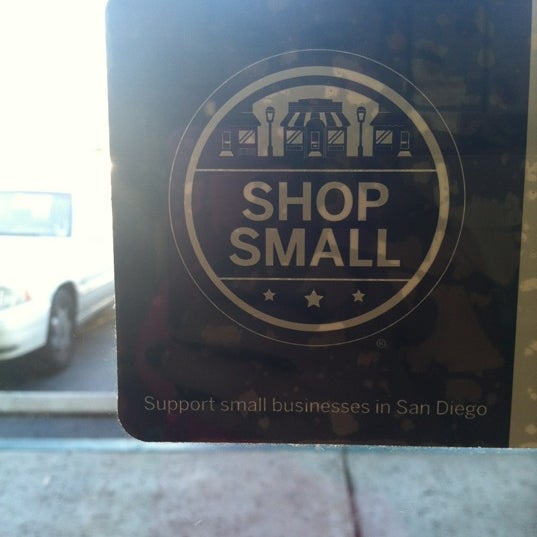 SHOP
SMALL
®
Support small businesses in San Diego